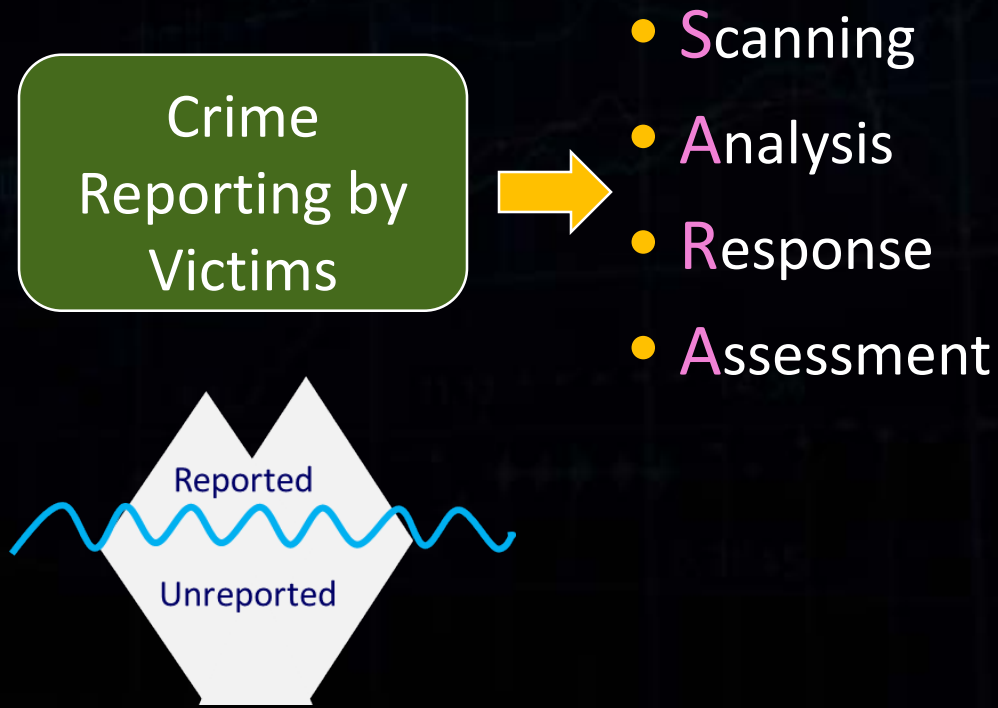 Crime
Reporting by
Victims
• Scanning
• Analysis
• Response
• Assessment
Reported
Unreported